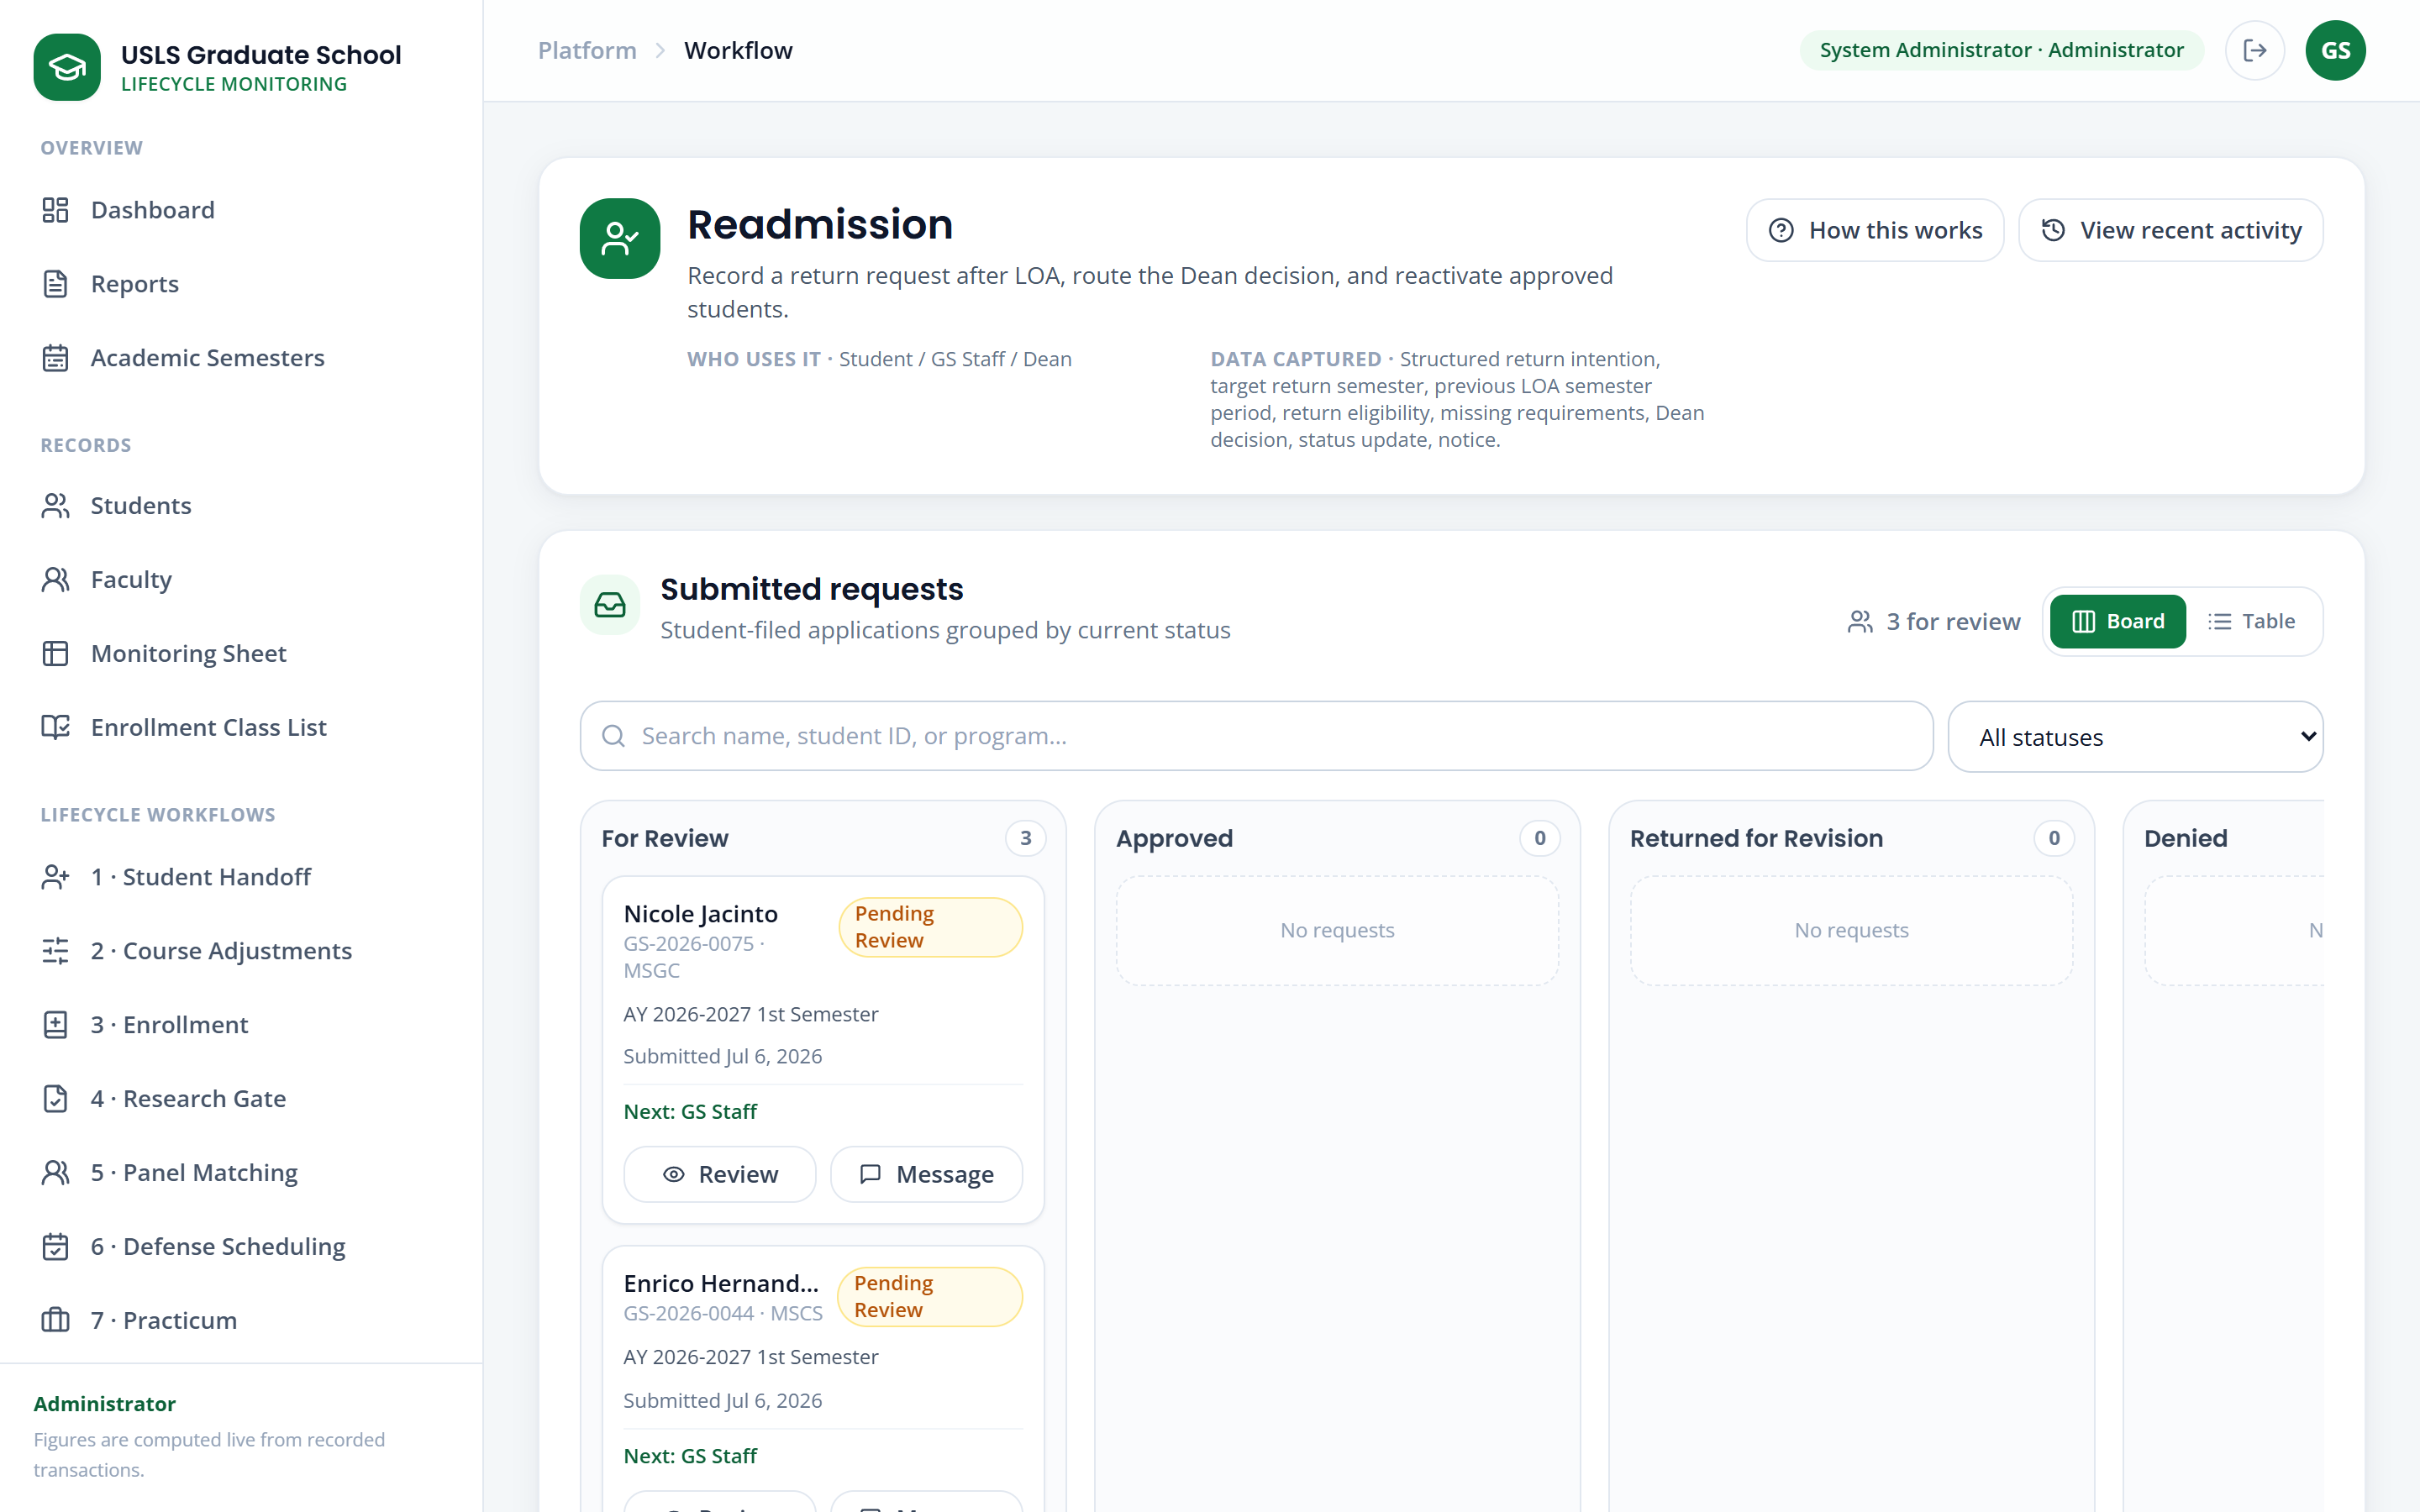 USLS Graduate School
LIFECYCLE MONITORING
OVERVIEW
Dashboard
Reports
Academic Semesters
RECORDS
Students
Faculty
Monitoring Sheet
Enrollment Class List
LIFECYCLE WORKFLOWS
1 · Student Handoff
2 · Course Adjustments
3 · Enrollment
4 · Research Gate
5 · Panel Matching
6 · Defense Scheduling
7 · Practicum
Administrator
Figures are computed live from recorded
transactions.
Platform
Workflow
System Administrator · Administrator
GS
Readmission
Record a return request after LOA, route the Dean decision, and reactivate approved
students.
WHO USES IT · Student / GS Staff / Dean
DATA CAPTURED · Structured return intention,
target return semester, previous LOA semester
period, return eligibility, missing requirements, Dean
decision, status update, notice.
How this works
View recent activity
Submitted requests
Student-filed applications grouped by current status
3 for review
Board
Table
Search name, student ID, or program...
All statuses
For Review
3
Nicole Jacinto
GS-2026-0075 ·
MSGC
Pending
Review
AY 2026-2027 1st Semester
Submitted Jul 6, 2026
Next: GS Staff
Review
Message
Enrico Hernand...
GS-2026-0044 · MSCS
Pending
Review
AY 2026-2027 1st Semester
Submitted Jul 6, 2026
Next: GS Staff
Approved
0
No requests
Returned for Revision
0
No requests
Denied